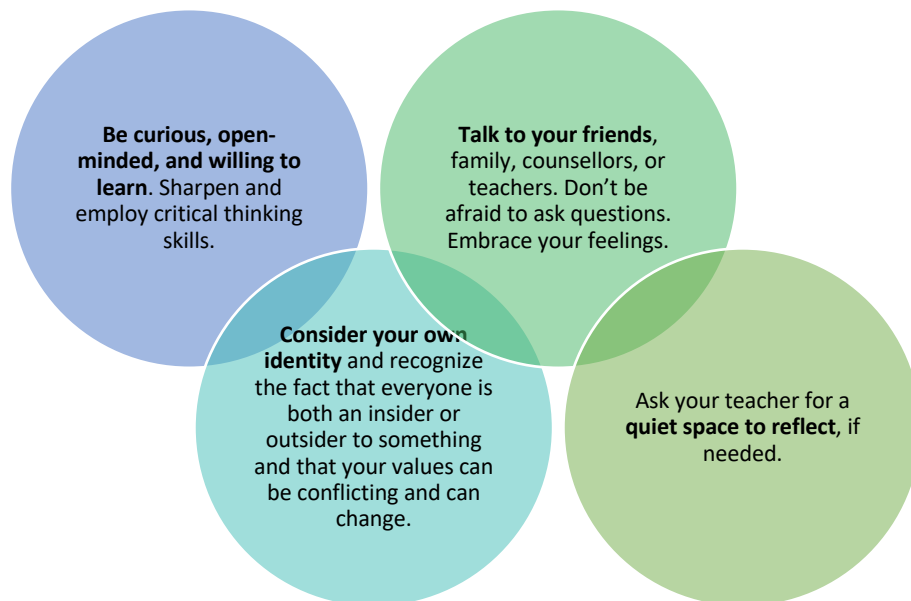 Be curious, open-
minded, and willing to
learn. Sharpen and
employ critical thinking
skills.
Talk to your friends,
family, counsellors, or
teachers. Don’t be
afraid to ask questions.
Embrace your feelings.
Consider your own
identity and recognize
the fact that everyone is
both an insider or
outsider to something
and that your values can
be conflicting and can
change.
Ask your teacher for a
quiet space to reflect, if
needed.